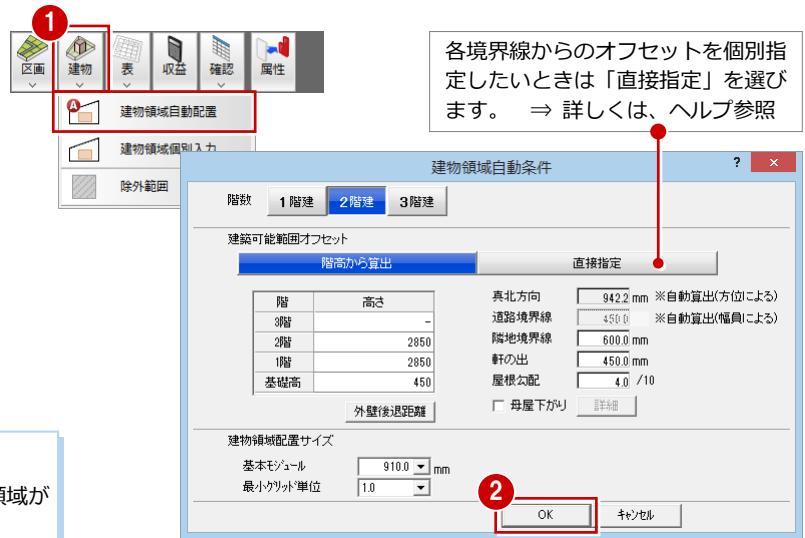 1
区画
建物
表
収益
確認
属性
建物領域自動配置
建物領域個別入力
除外範囲
各境界線からのオフセットを個別指
定したいときは「直接指定」を選び
ます。 ⇒ 詳しくは、ヘルプ参照
建物領域自動条件
? ×
階数 1階建 2階建 3階建
建築可能範囲オフセット
階高から算出 直接指定
階 高さ
3階 -
2階 2850
1階 2850
基礎高 450
外壁後退距離
真北方向 942.2 mm ※自動算出(方位による)
道路境界線 450.0 ※自動算出(幅員による)
隣地境界線 600.0 mm
軒の出 450.0 mm
屋根勾配 4.0 /10
母屋下がり 詳細
建物領域配置サイズ
基本モジュール 910.0 mm
最小グリッド単位 1.0
2
OK キャンセル
領域が